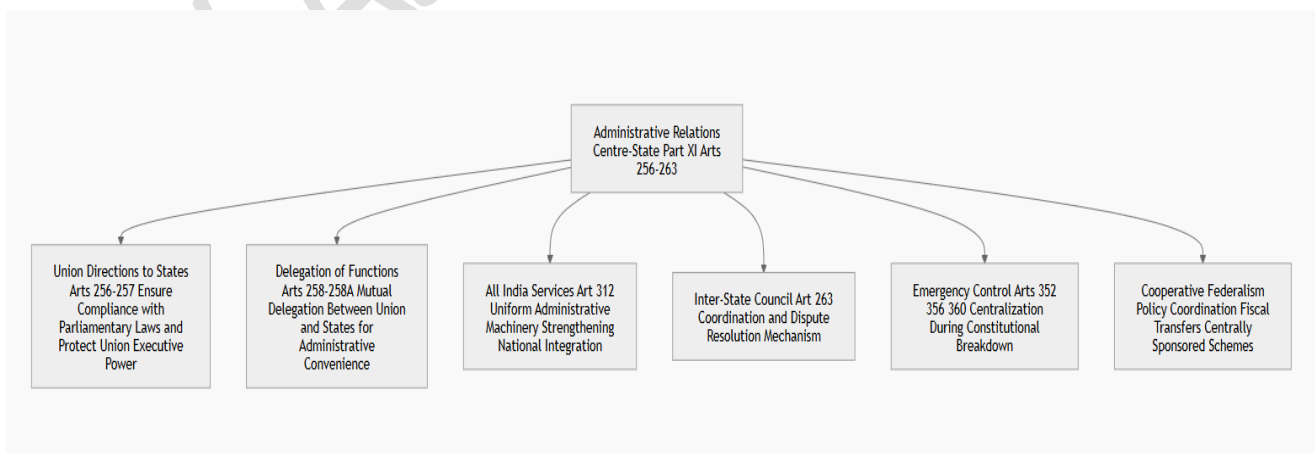 Administrative Relations
Centre-State Part XI Arts
256-263
Union Directions to States
Arts 256-257 Ensure
Compliance with
Parliamentary Laws and
Protect Union Executive
Power
Delegation of Functions
Arts 258-258A Mutual
Delegation Between Union
and States for
Administrative
Convenience
All India Services Art 312
Uniform Administrative
Machinery Strengthening
National Integration
Inter-State Council Art 263
Coordination and Dispute
Resolution Mechanism
Emergency Control Arts 352
356 360 Centralization
During Constitutional
Breakdown
Cooperative Federalism
Policy Coordination Fiscal
Transfers Centrally
Sponsored Schemes